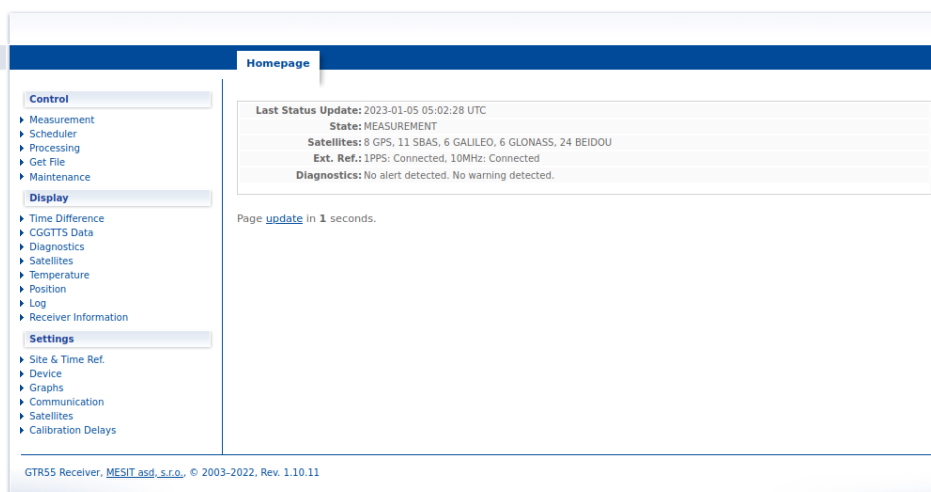 Homepage
Control
Measurement
Scheduler
Processing
Get File
Maintenance
Display
Time Difference
CGGTTS Data
Diagnostics
Satellites
Temperature
Position
Log
Receiver Information
Settings
Site & Time Ref.
Device
Graphs
Communication
Satellites
Calibration Delays
Last Status Update: 2023-01-05 05:02:28 UTC
State: MEASUREMENT
Satellites: 8 GPS, 11 SBAS, 6 GALILEO, 6 GLONASS, 24 BEIDOU
Ext. Ref.: 1PPS: Connected, 10MHz: Connected
Diagnostics: No alert detected. No warning detected.
Page update in 1 seconds.
GTR55 Receiver, MESIT asd, s.r.o., © 2003–2022, Rev. 1.10.11